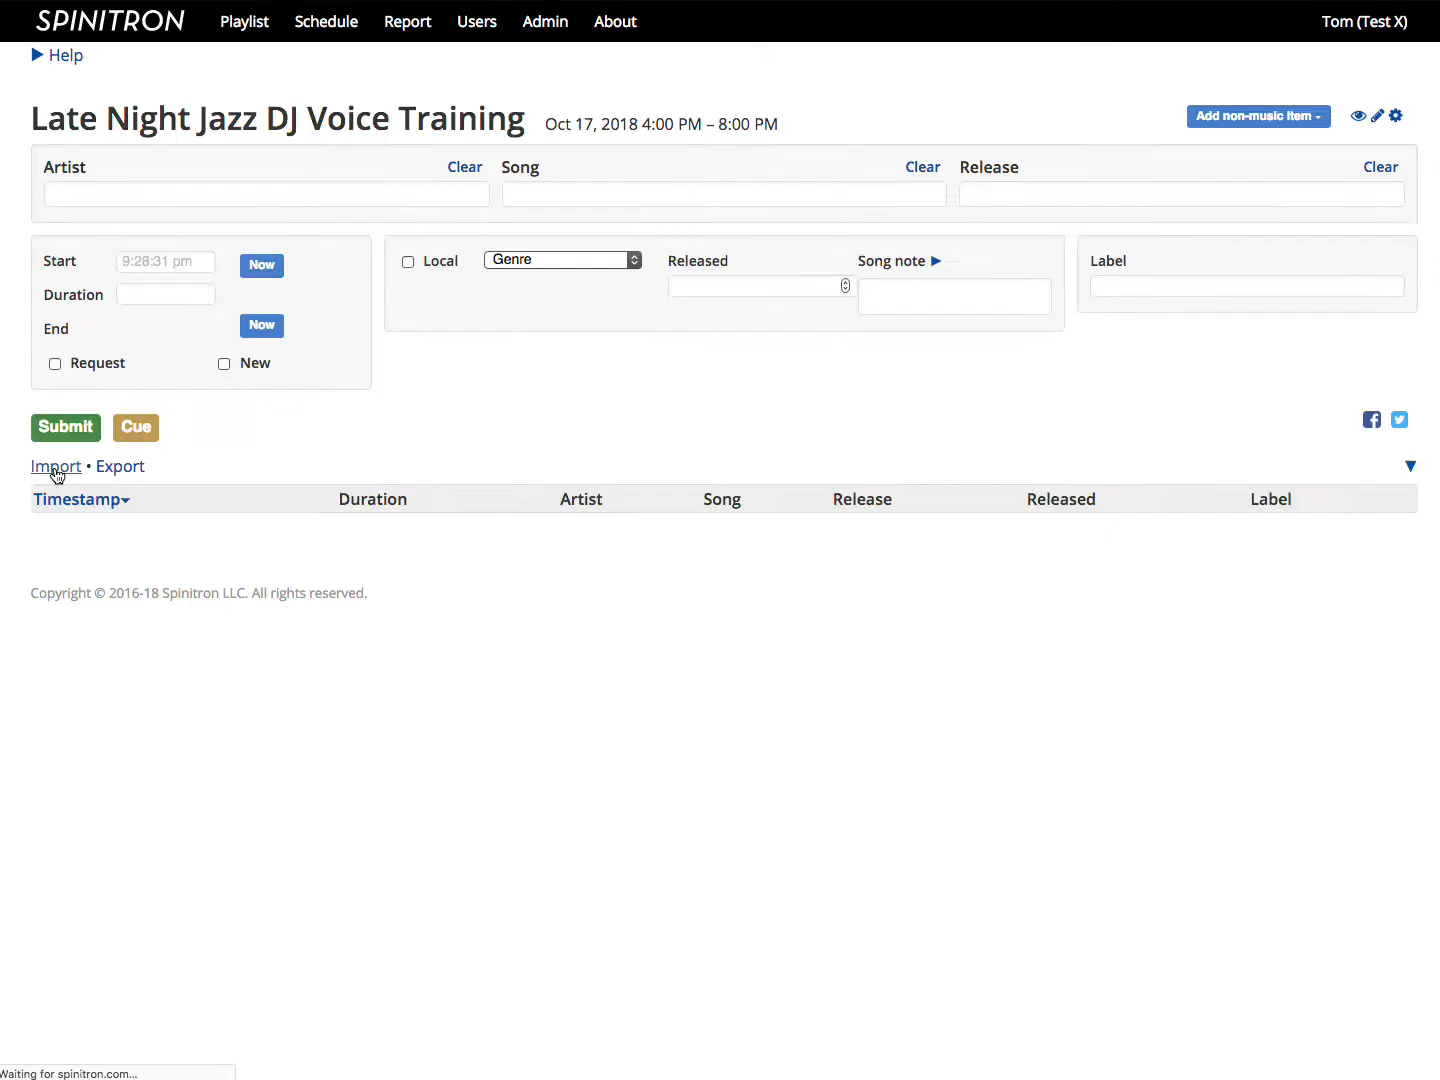 SPINITRON Playlist Schedule Report Users Admin About Tom (Test X)
Help
Late Night Jazz DJ Voice Training Oct 17, 2018 4:00 PM – 8:00 PM Add non-music item
Artist Clear Song Clear Release Clear
Start 9:28:31 pm Now Local Genre Released Song note Label
Duration
End Now
Request New
Submit Cue
Import • Export
Timestamp Duration Artist Song Release Released Label
Copyright © 2016-18 Spinitron LLC. All rights reserved.
Waiting for spinitron.com...